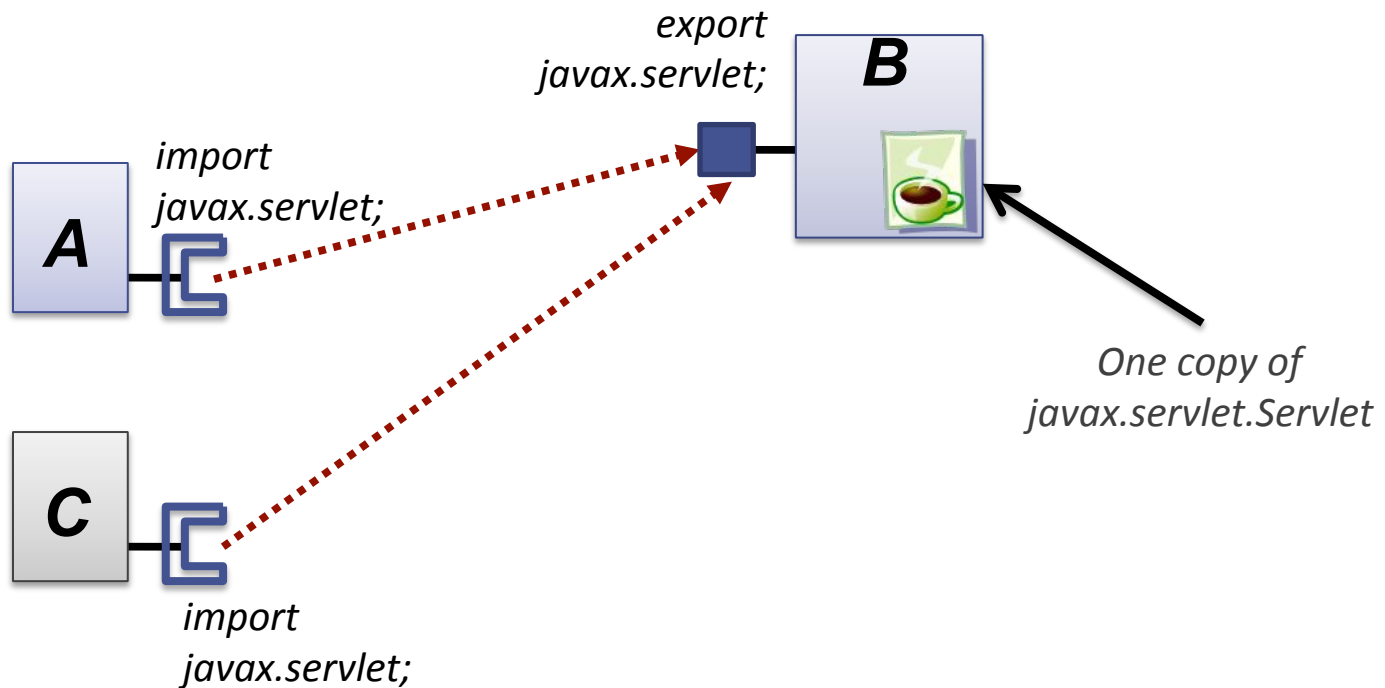 export
javax.servlet;
B
import
javax.servlet;
A
One copy of
javax.servlet.Servlet
C
import
javax.servlet;